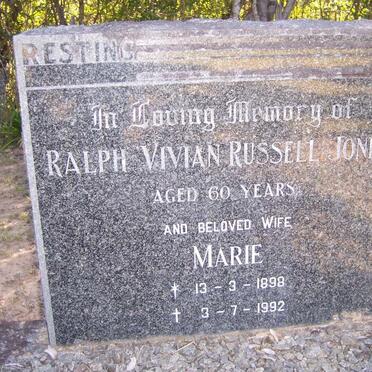 RESTING
In Loving Memory of
RALPH VIVIAN RUSSELL
AGED 60 YEARS
AND BELOVED WIFE
MARIE
* 13 - 3 - 1898
† 3 - 7 - 1992